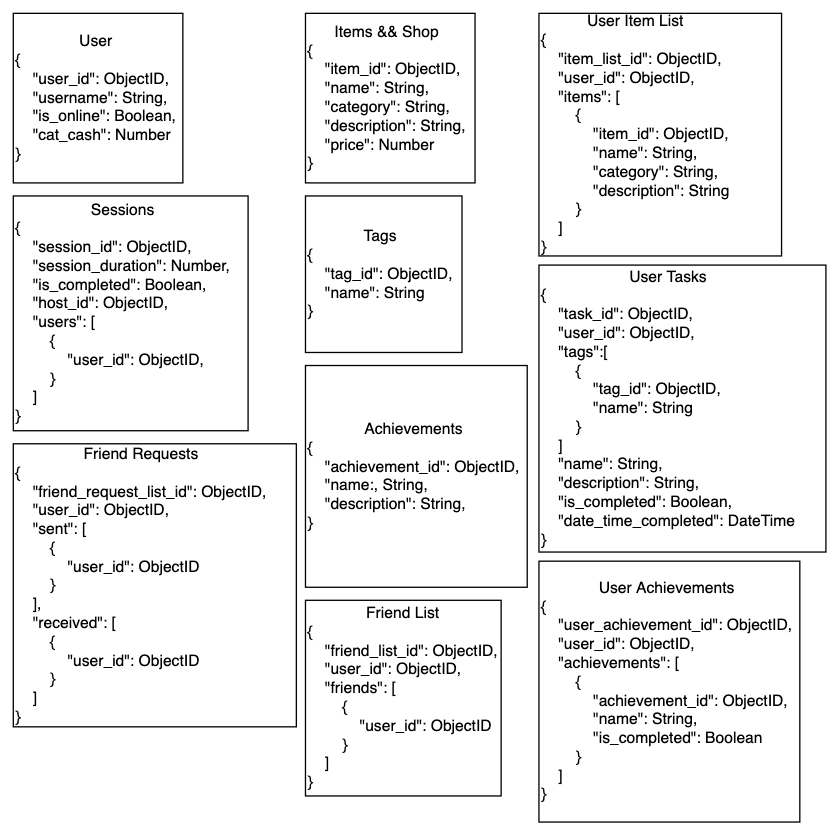 User
{
"user_id": ObjectID,
"username": String,
"is_online": Boolean,
"cat_cash": Number
}
Items && Shop
{
"item_id": ObjectID,
"name": String,
"category": String,
"description": String,
"price": Number
}
User Item List
{
"item_list_id": ObjectID,
"user_id": ObjectID,
"items": [
{
"item_id": ObjectID,
"name": String,
"category": String,
"description": String
}
]
}
Sessions
{
"session_id": ObjectID,
"session_duration": Number,
"is_completed": Boolean,
"host_id": ObjectID,
"users": [
{
"user_id": ObjectID,
}
]
}
Tags
{
"tag_id": ObjectID,
"name": String
}
User Tasks
{
"task_id": ObjectID,
"user_id": ObjectID,
"tags":[
{
"tag_id": ObjectID,
"name": String
}
]
"name": String,
"description": String,
"is_completed": Boolean,
"date_time_completed": DateTime
}
Friend Requests
{
"friend_request_list_id": ObjectID,
"user_id": ObjectID,
"sent": [
{
"user_id": ObjectID
}
],
"received": [
{
"user_id": ObjectID
}
]
}
Achievements
{
"achievement_id": ObjectID,
"name:, String,
"description": String,
}
Friend List
{
"friend_list_id": ObjectID,
"user_id": ObjectID,
"friends": [
{
"user_id": ObjectID
}
]
}
User Achievements
{
"user_achievement_id": ObjectID,
"user_id": ObjectID,
"achievements": [
{
"achievement_id": ObjectID,
"name": String,
"is_completed": Boolean
}
]
}